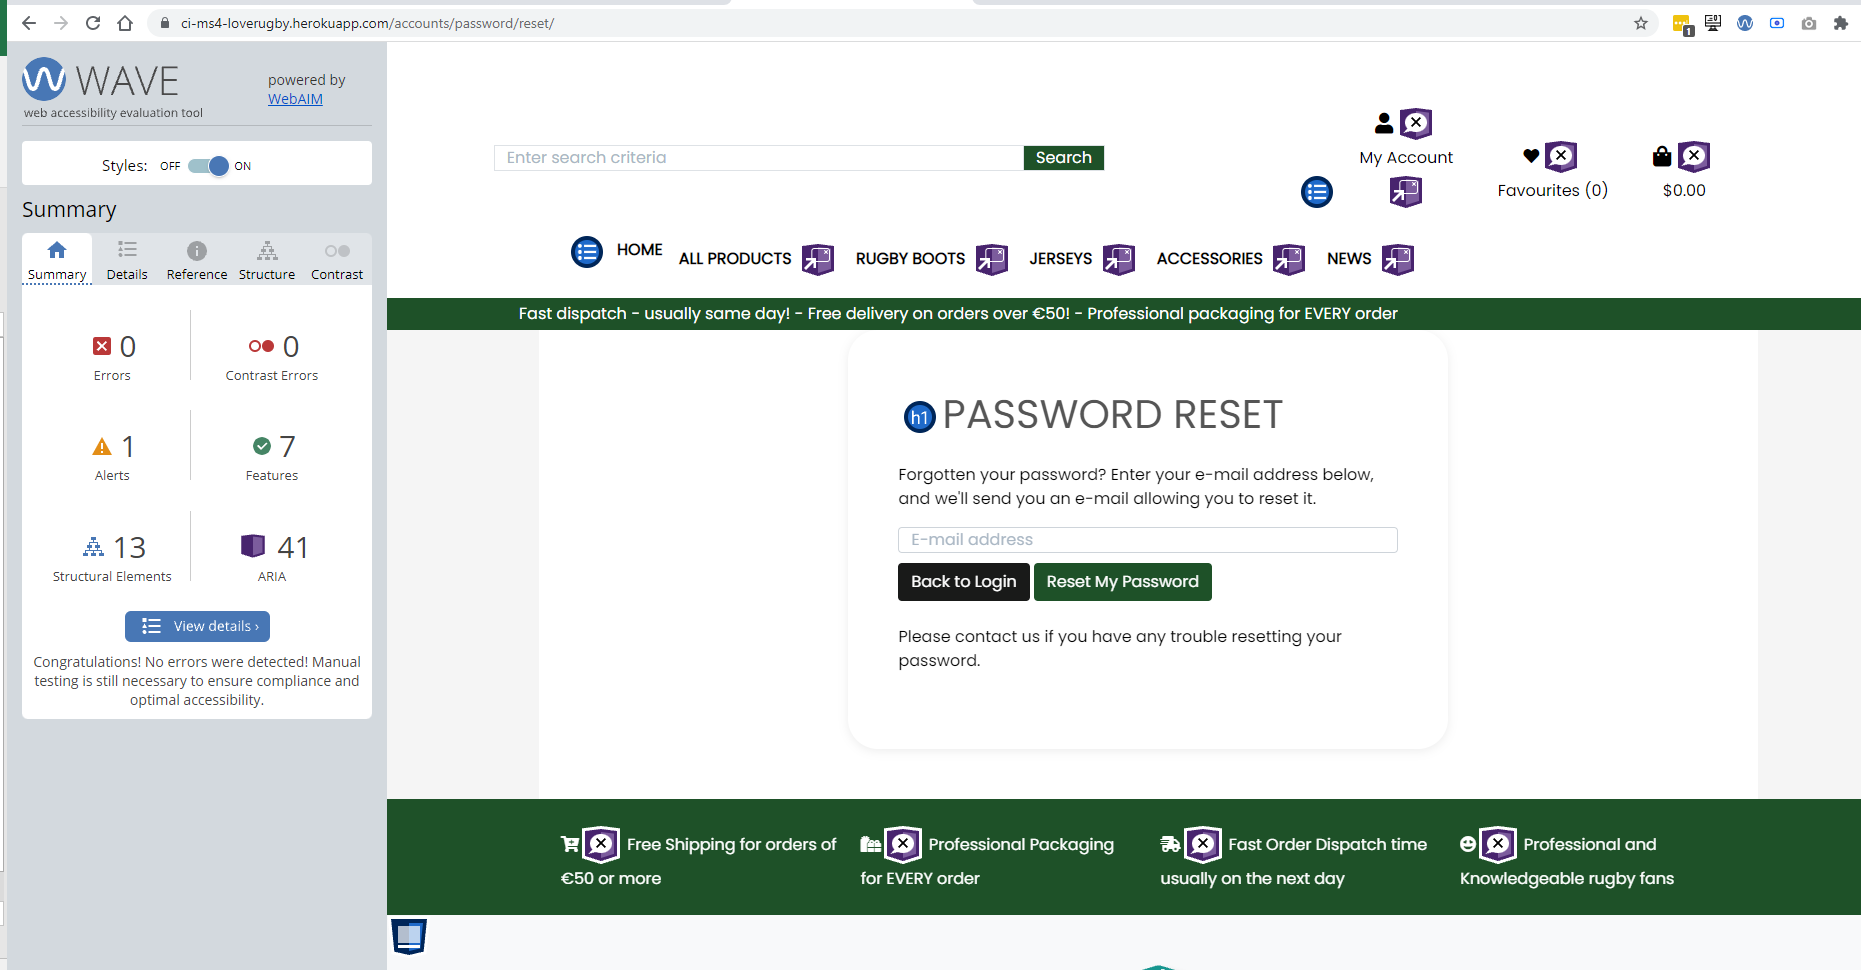 ci-ms4-loverugby.herokuapp.com/accounts/password/reset/
1
WAVE
powered by
WebAIM
web accessibility evaluation tool
Styles: OFF ON
Summary
Summary Details Reference Structure Contrast
0 0
Errors Contrast Errors
1 7
Alerts Features
13 41
Structural Elements ARIA
View details ›
Congratulations! No errors were detected! Manual
testing is still necessary to ensure compliance and
optimal accessibility.
Enter search criteria Search
My Account
Favourites (0) $0.00
HOME ALL PRODUCTS RUGBY BOOTS JERSEYS ACCESSORIES NEWS
Fast dispatch - usually same day! - Free delivery on orders over €50! - Professional packaging for EVERY order
h1 PASSWORD RESET
Forgotten your password? Enter your e-mail address below,
and we'll send you an e-mail allowing you to reset it.
E-mail address
Back to Login Reset My Password
Please contact us if you have any trouble resetting your
password.
Free Shipping for orders of
€50 or more
Professional Packaging
for EVERY order
Fast Order Dispatch time
usually on the next day
Professional and
Knowledgeable rugby fans